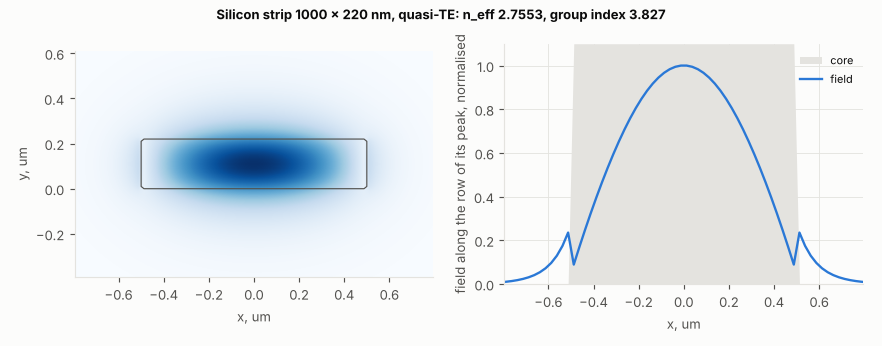 Silicon strip 1000 × 220 nm, quasi-TE: n_eff 2.7553, group index 3.827
y, um
0.6
0.4
0.2
0.0
−0.2
−0.6 −0.4 −0.2 0.0 0.2 0.4 0.6
x, um
field along the row of its peak, normalised
1.0
0.8
0.6
0.4
0.2
0.0
core
field
−0.6 −0.4 −0.2 0.0 0.2 0.4 0.6
x, um